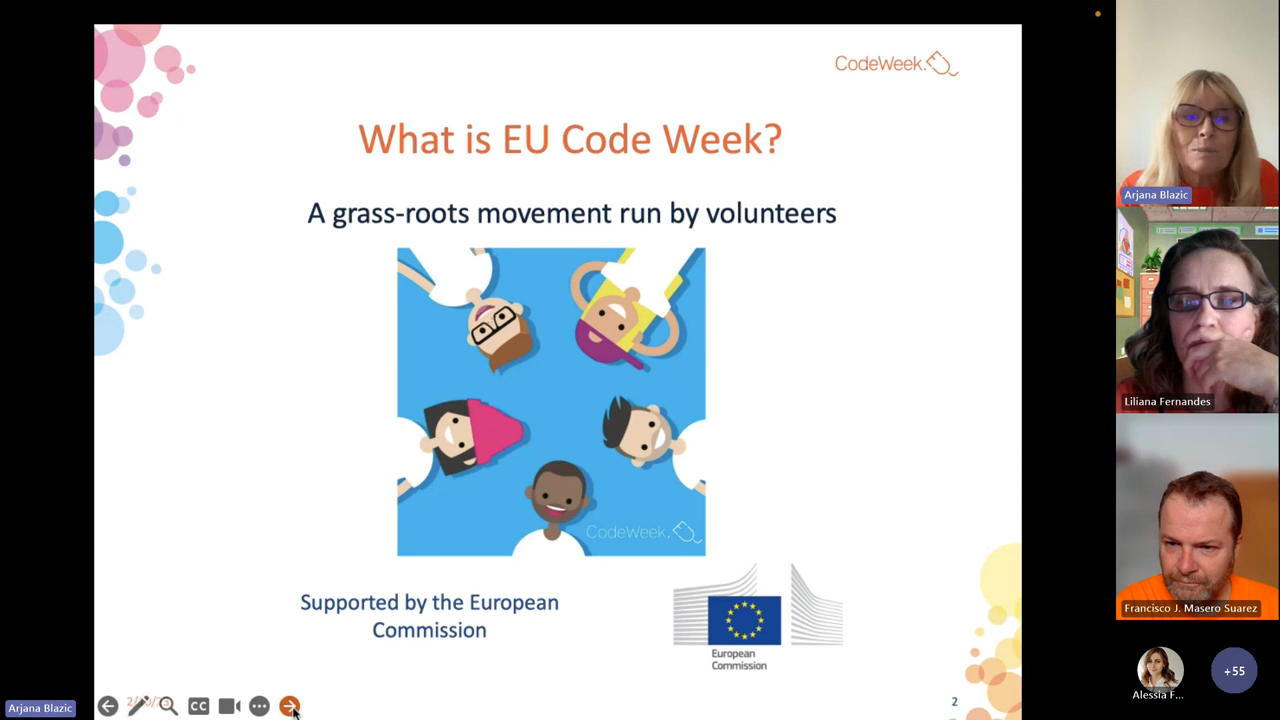 CodeWeek.
What is EU Code Week?
A grass-roots movement run by volunteers
CodeWeek.
Supported by the European
Commission
European
Commission
2
CC
Arjana Blazic
Arjana Blazic
Liliana Fernandes
Francisco J. Masero Suarez
Alessia F...
+55